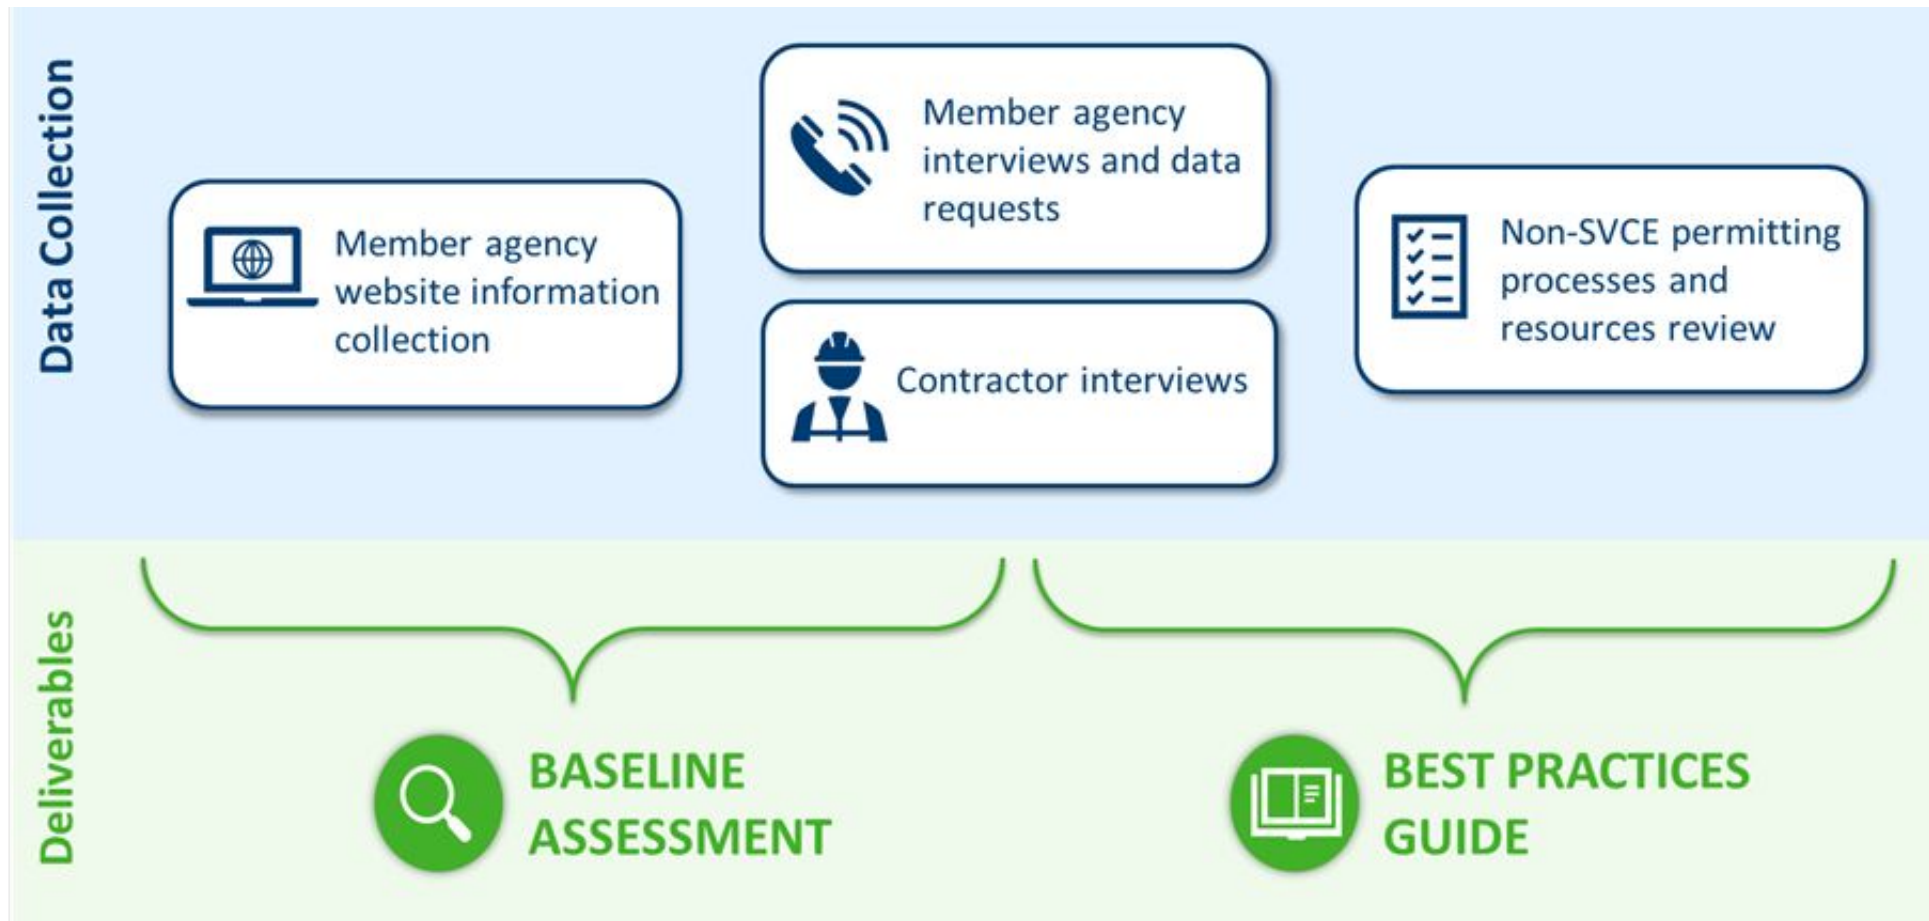 Data Collection
Member agency
website information
collection
Member agency
interviews and data
requests
Contractor interviews
Non-SVCE permitting
processes and
resources review
Deliverables
BASELINE
ASSESSMENT
BEST PRACTICES
GUIDE